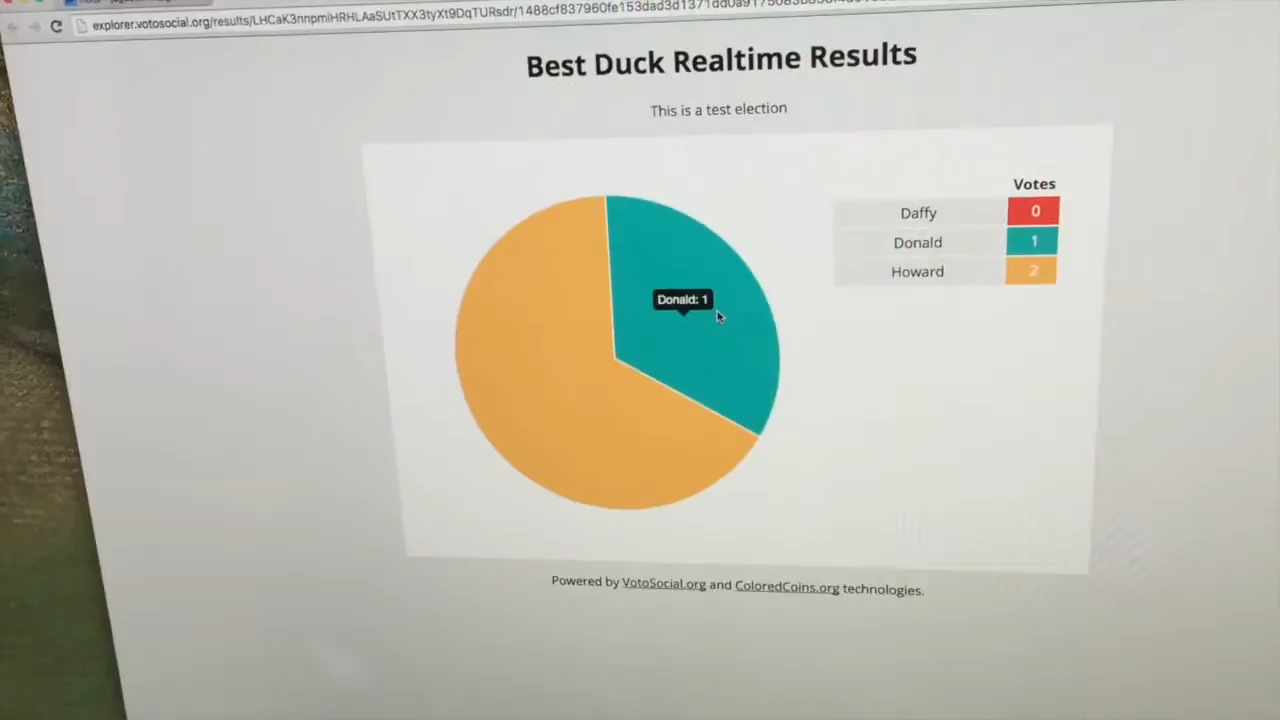 explorer.votosocial.org/results/LHCaK3nnpmiHRHLAaSUtTXX3tyXt9DqTURsdr/1488cf837960fe153dad3d1371dd0a9175083
Best Duck Realtime Results
This is a test election
Votes
Daffy 0
Donald 1
Howard 2
Donald: 1
Powered by VotoSocial.org and ColoredCoins.org technologies.